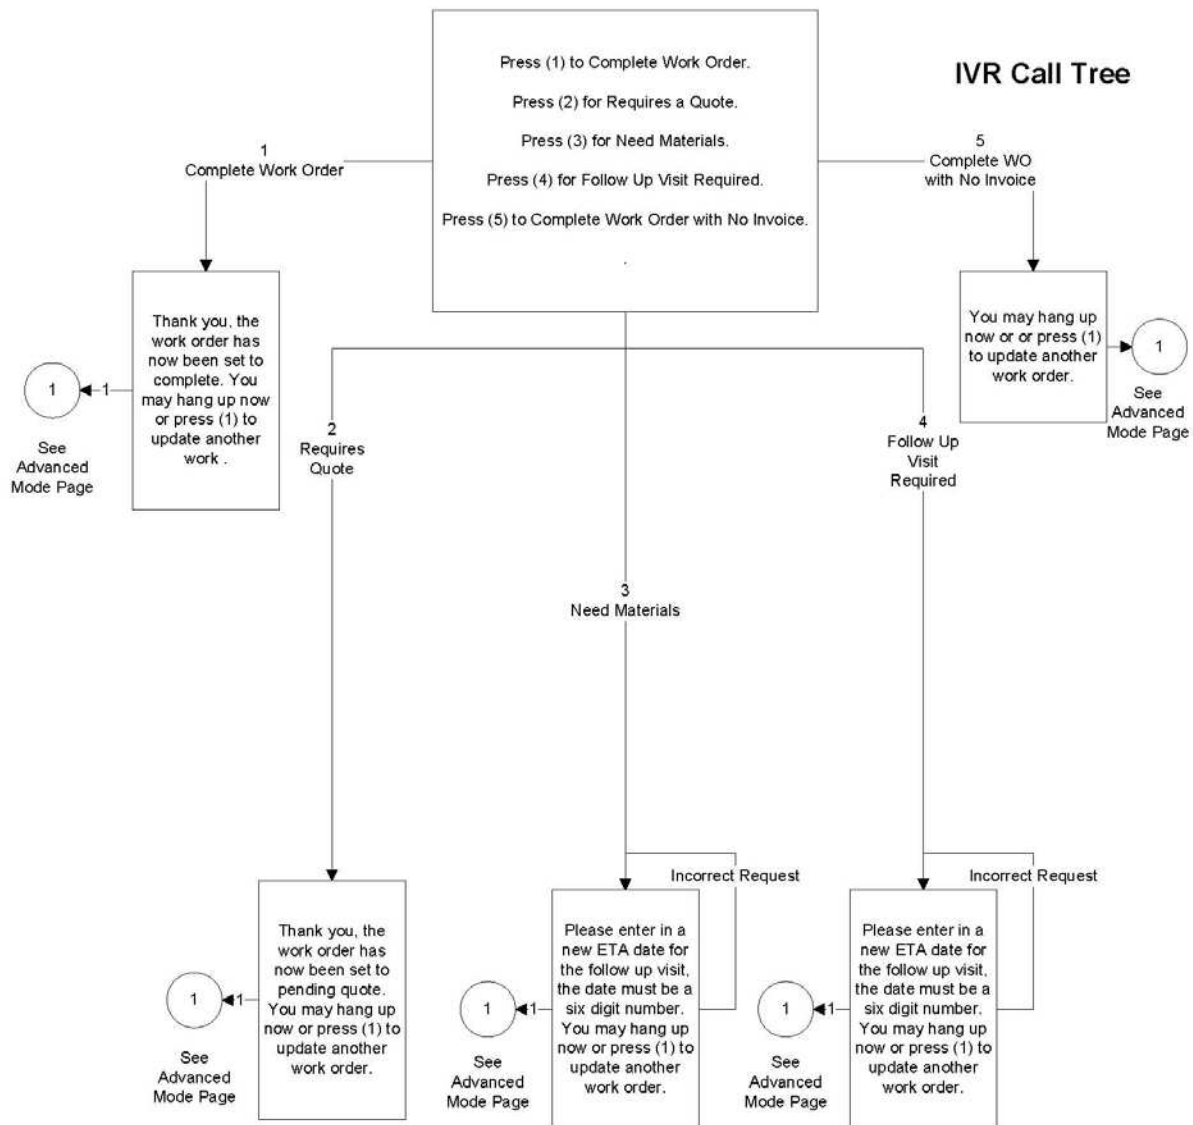 IVR Call Tree
Press (1) to Complete Work Order.
Press (2) for Requires a Quote.
Press (3) for Need Materials.
Press (4) for Follow Up Visit Required.
Press (5) to Complete Work Order with No Invoice.
.
1
Complete Work Order
5
Complete WO
with No Invoice
Thank you, the
work order has
now been set to
complete. You
may hang up now
or press (1) to
update another
work .
1
1
See
Advanced
Mode Page
You may hang up
now or or press (1)
to update another
work order.
1
See
Advanced
Mode Page
2
Requires
Quote
4
Follow Up
Visit
Required
3
Need Materials
Thank you, the
work order has
now been set to
pending quote.
You may hang up
now or press (1) to
update another
work order.
1
1
See
Advanced
Mode Page
Incorrect Request
Please enter in a
new ETA date for
the follow up visit,
the date must be a
six digit number.
You may hang up
now or press (1) to
update another
work order.
1
1
See
Advanced
Mode Page
Incorrect Request
Please enter in a
new ETA date for
the follow up visit,
the date must be a
six digit number.
You may hang up
now or press (1) to
update another
work order.
1
1
See
Advanced
Mode Page